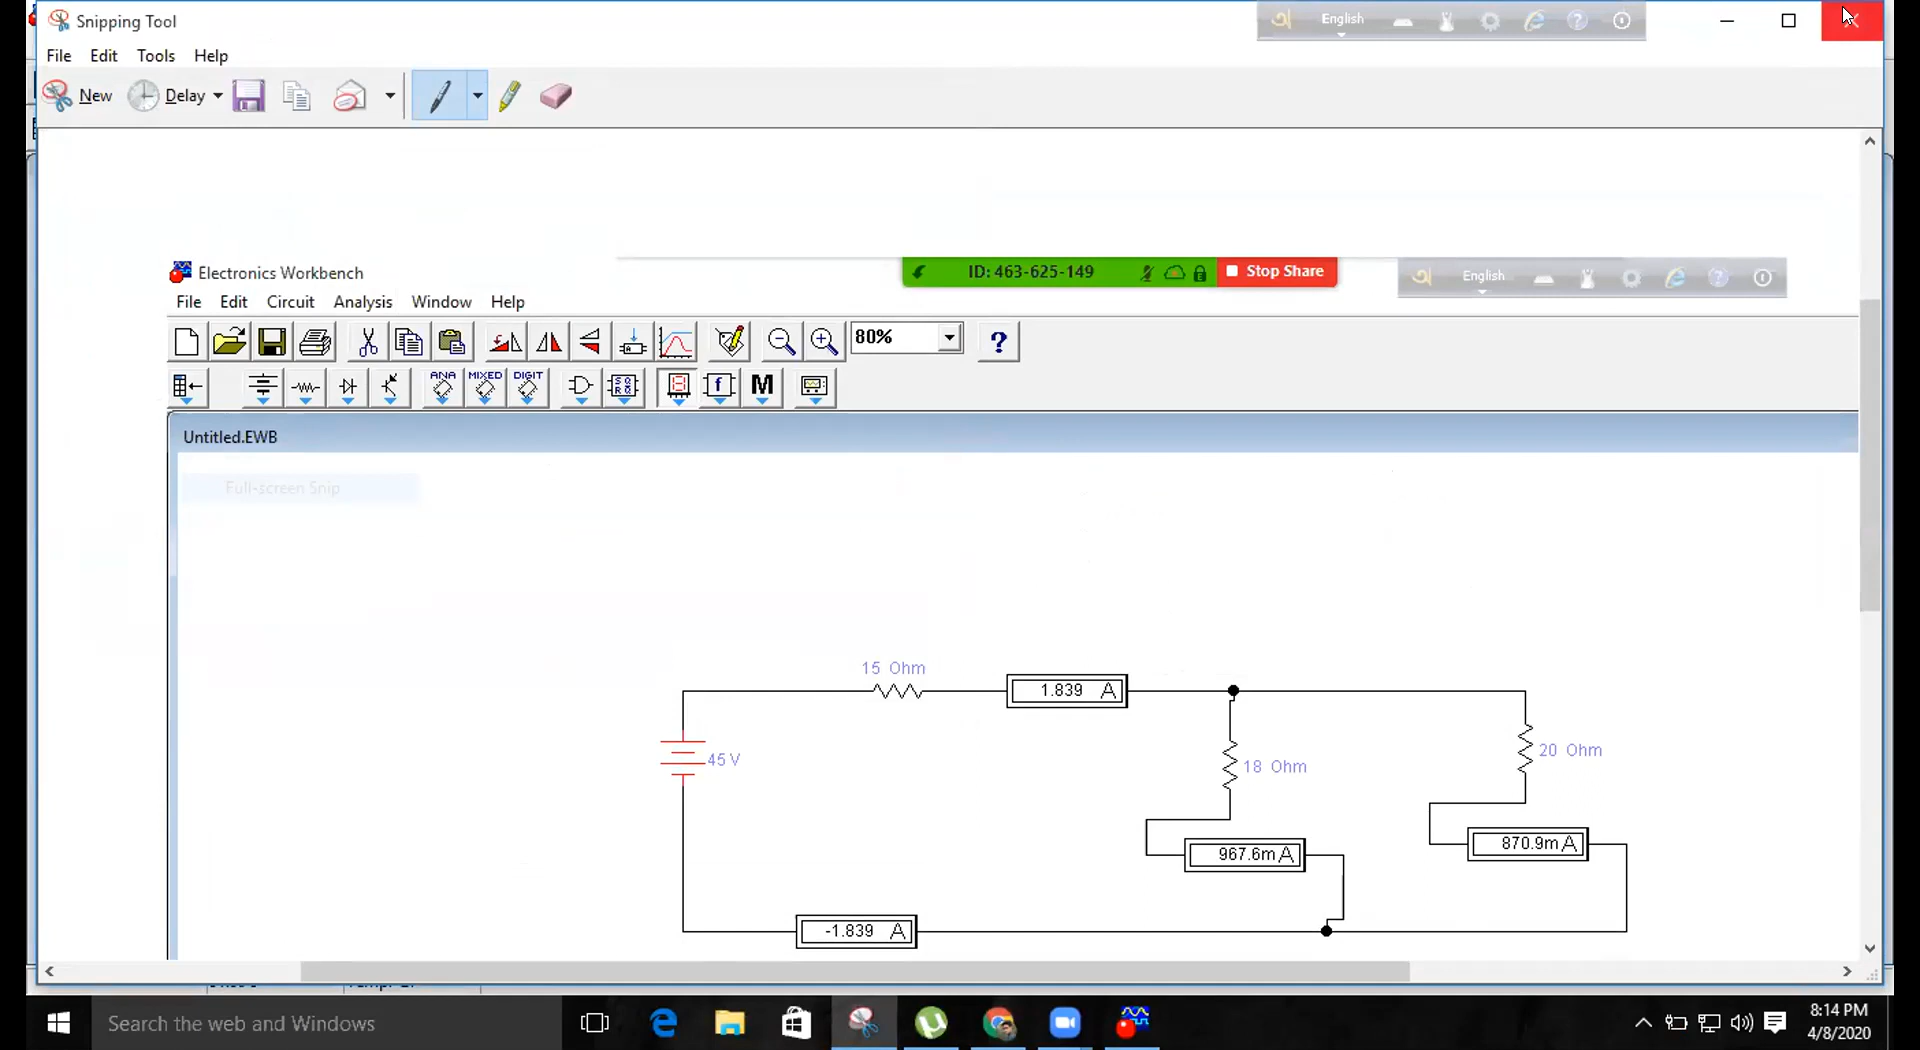 Snipping Tool
English
File Edit Tools Help
New Delay
Electronics Workbench
ID: 463-625-149 Stop Share
English
File Edit Circuit Analysis Window Help
80% ?
ANA MIXED DIGIT
f M
Untitled.EWB
Full-screen Snip
15 Ohm
1.839 A
45 V
18 Ohm
20 Ohm
967.6m A
870.9m A
-1.839 A
Search the web and Windows
8:14 PM
4/8/2020